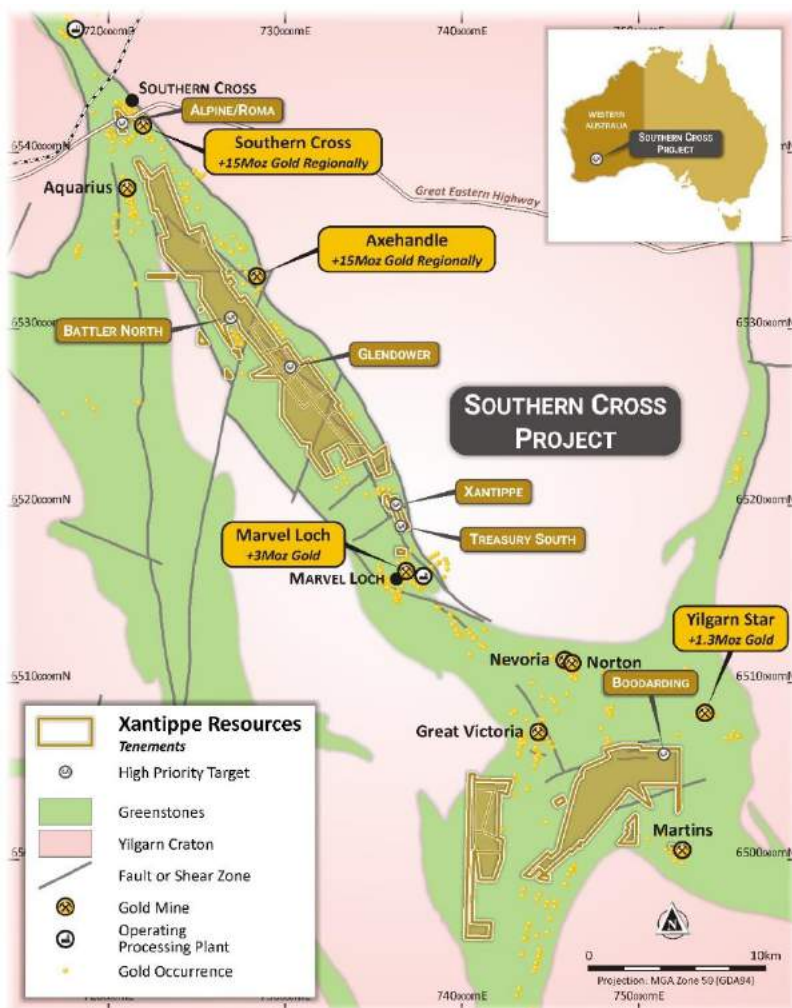 720000mE
730000mE
740000mE
750000mE
SOUTHERN CROSS
ALPINE/ROMA
6540000mN
Southern Cross
+15Moz Gold Regionally
Aquarius
Great Eastern Highway
WESTERN
AUSTRALIA
SOUTHERN CROSS
PROJECT
Axehandle
+15Moz Gold Regionally
6530000mN
6530000mN
BATTLER NORTH
GLENDOWER
SOUTHERN CROSS
PROJECT
6520000mN
6520000mN
XANTIPPE
TREASURY SOUTH
Marvel Loch
+3Moz Gold
MARVEL LOCH
Yilgarn Star
+1.3Moz Gold
Nevoria
Norton
6510000mN
6510000mN
BOODARDING
Great Victoria
Martins
6500000mN
6500000mN
Xantippe Resources
Tenements
High Priority Target
Greenstones
Yilgarn Craton
Fault or Shear Zone
Gold Mine
Operating
Processing Plant
Gold Occurrence
N
0
10km
Projection: MGA Zone 50 (GDA94)
740000mE
750000mE